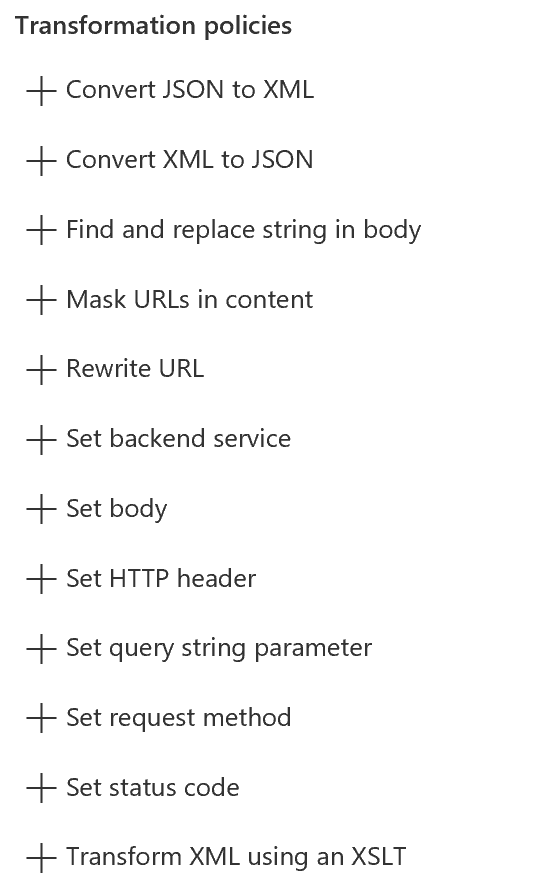 Transformation policies
Convert JSON to XML
Convert XML to JSON
Find and replace string in body
Mask URLs in content
Rewrite URL
Set backend service
Set body
Set HTTP header
Set query string parameter
Set request method
Set status code
Transform XML using an XSLT